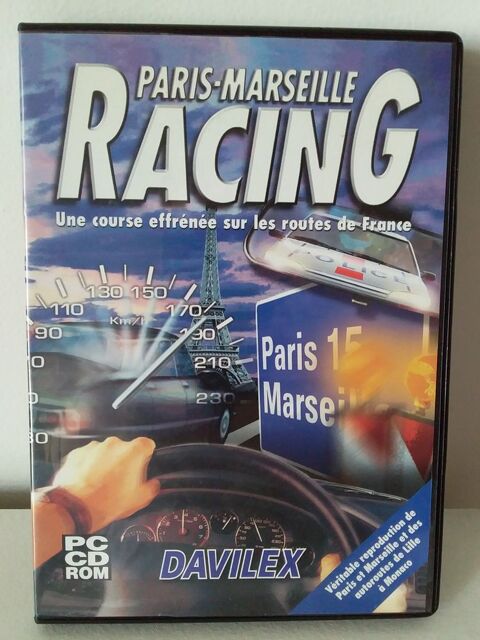 PARIS-MARSEILLE
RACING
Une course effrénée sur les routes de France
POLICE
90
110
130
150
170
190
210
230
Km/h
Paris 15
Marsei
PC
CD
ROM
DAVILEX
Véritable reproduction de
Paris et Marseille et des
autoroutes de Lille
à Monaco